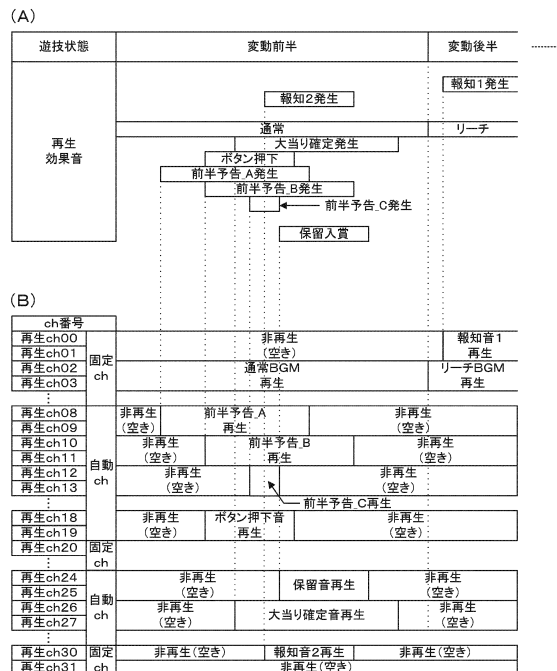 (A)
遊技状態 変動前半 変動後半
再生
効果音
報知1発生
報知2発生
通常 リーチ
大当り確定発生
ボタン押下
前半予告_A発生
前半予告_B発生
前半予告_C発生
保留入賞
(B)
ch番号
再生ch00
再生ch01
再生ch02
再生ch03
固定
ch
非再生
(空き)
報知音1
再生
通常BGM
再生
リーチBGM
再生
再生ch08
再生ch09
再生ch10
再生ch11
再生ch12
再生ch13
再生ch18
再生ch19
自動
ch
非再生
(空き)
前半予告_A
再生
非再生
(空き)
非再生
(空き)
前半予告_B
再生
非再生
(空き)
非再生
(空き)
非再生
(空き)
前半予告_C再生
非再生
(空き)
ボタン押下音
再生
非再生
(空き)
再生ch20 固定
ch
再生ch24
再生ch25
再生ch26
再生ch27
自動
ch
非再生
(空き)
保留音再生
非再生
(空き)
非再生
(空き)
大当り確定音再生
非再生
(空き)
再生ch30 固定 非再生(空き) 報知音2再生 非再生(空き)
再生ch31 ch 非再生(空き)